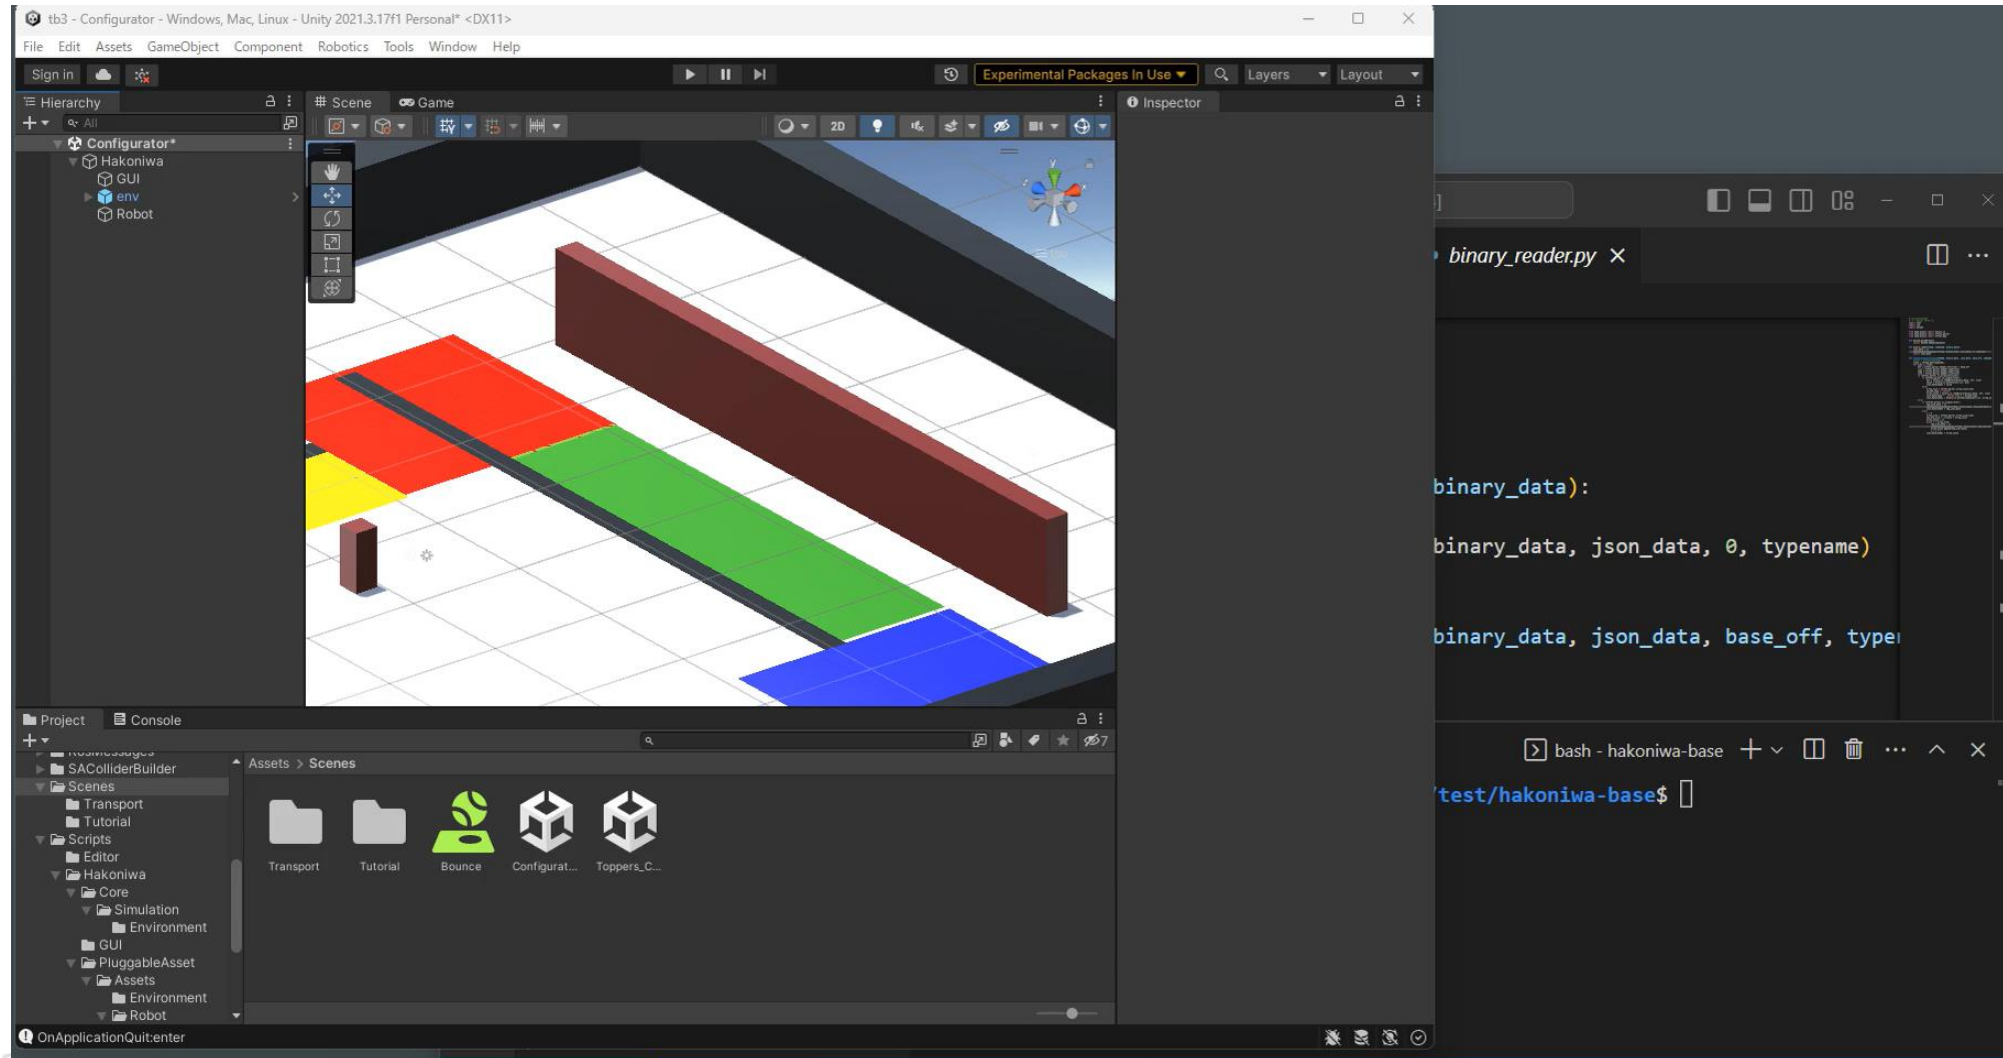 tb3 - Configurator - Windows, Mac, Linux - Unity 2021.3.17f1 Personal* <DX11>
File Edit Assets GameObject Component Robotics Tools Window Help
Sign in
Experimental Packages In Use
Layers
Layout
Hierarchy
All
Configurator*
Hakoniwa
GUI
env
Robot
# Scene
Game
2D
y
Inspector
Project
Console
7
SAColliderBuilder
Scenes
Transport
Tutorial
Scripts
Editor
Hakoniwa
Core
Simulation
Environment
GUI
PluggableAsset
Assets
Environment
Robot
Assets > Scenes
Transport
Tutorial
Bounce
Configurat...
Toppers_C...
OnApplicationQuit:enter
binary_reader.py
binary_data):
binary_data, json_data, 0, typename)
binary_data, json_data, base_off, type
bash - hakoniwa-base
/test/hakoniwa-base$